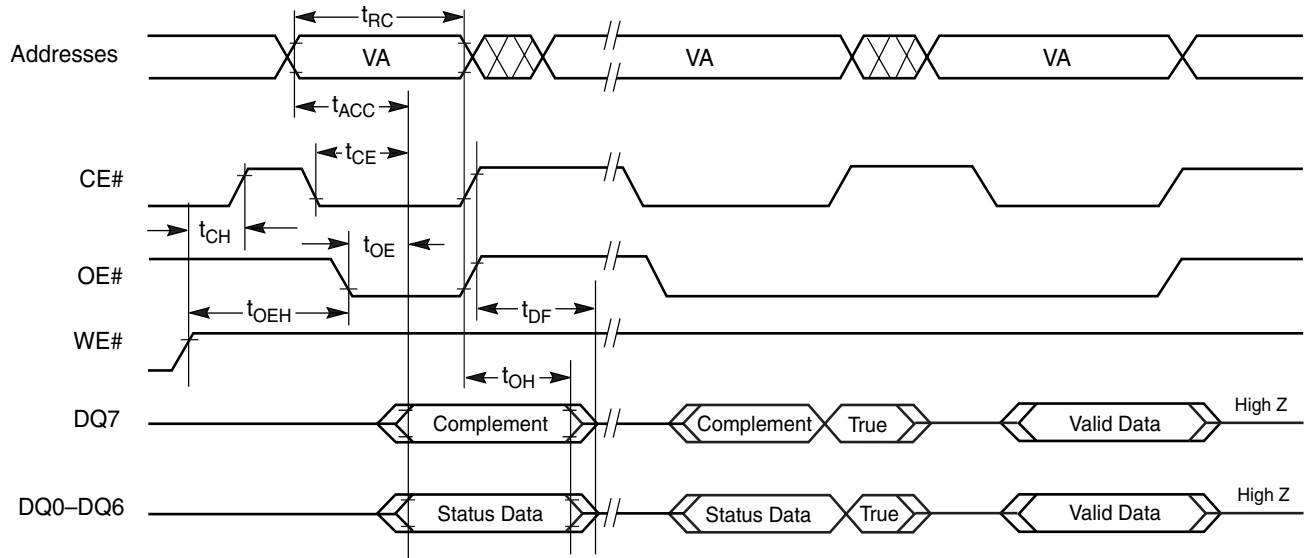 tRC
Addresses VA VA VA
tACC
tCE
CE#
tCH tOE
OE#
tOEH tDF
WE#
tOH
DQ7 Complement Complement True Valid Data High Z
DQ0–DQ6 Status Data Status Data True Valid Data High Z